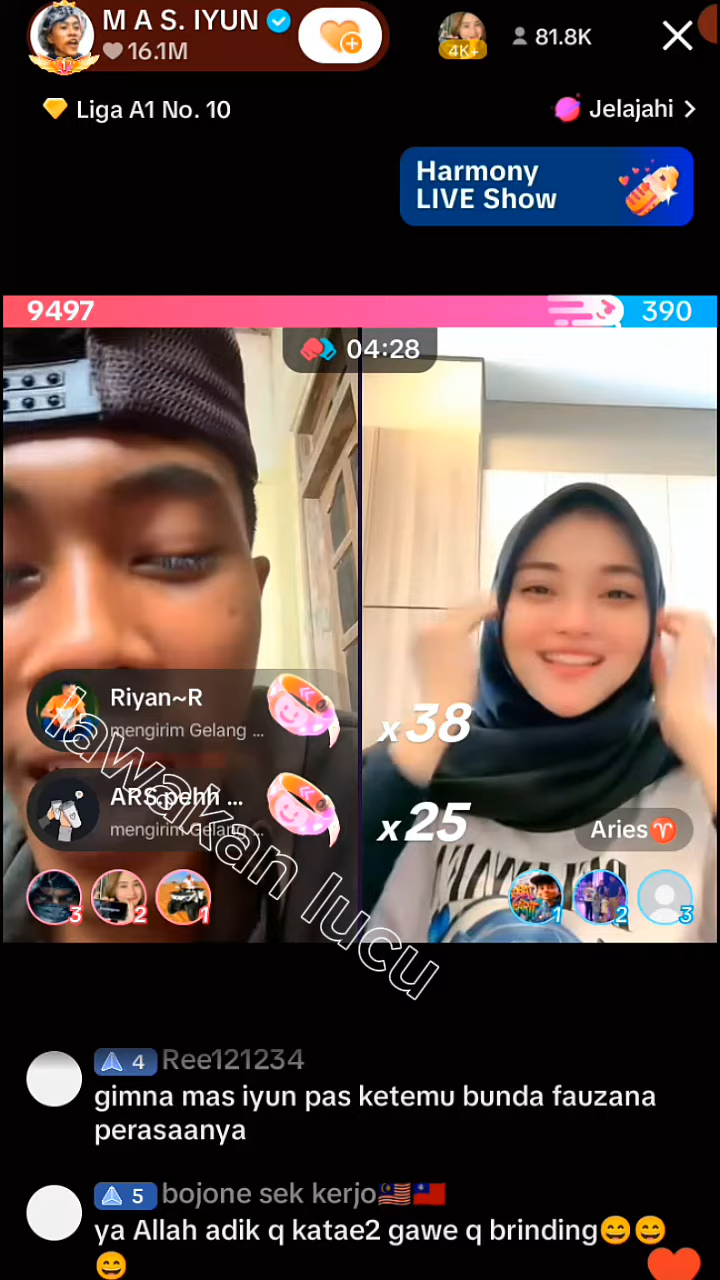 M A S. IYUN
16.1M
4K+
81.8K
Liga A1 No. 10
Jelajahi >
Harmony
LIVE Show
9497
390
04:28
Riyan~R
mengirim Gelang ...
x38
ARS pehh ...
mengirim Gelang ...
x25
Aries♈
3
2
1
1
2
3
lawakan lucu
4 Ree121234
gimna mas iyun pas ketemu bunda fauzana
perasaanya
5 bojone sek kerjo🇲🇾🇹🇼
ya Allah adik q katae2 gawe q brinding😄😄
😄